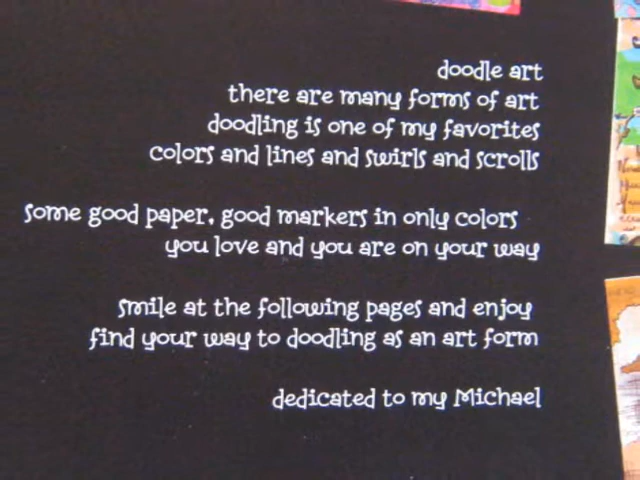 doodle art
there are many forms of art
doodling is one of my favorites
colors and lines and swirls and scrolls
some good paper, good markers in only colors
you love and you are on your way
smile at the following pages and enjoy
find your way to doodling as an art form
dedicated to my Michael